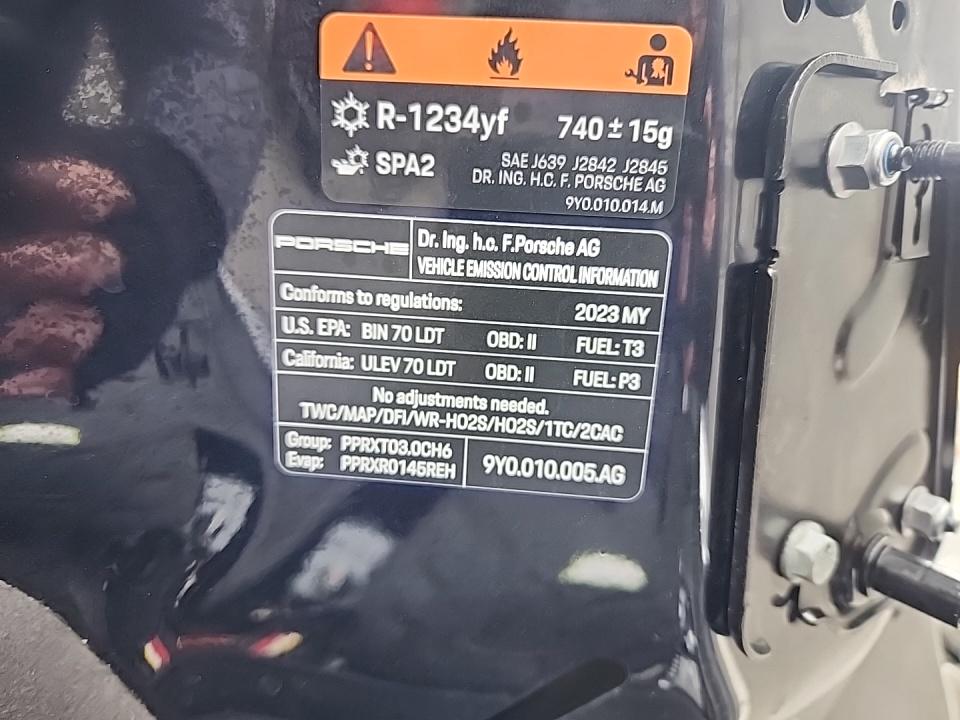 R-1234yf 740 ± 15g
SPA2
SAE J639 J2842 J2845
DR. ING. H.C. F. PORSCHE AG
9Y0.010.014.M
PORSCHE
Dr. Ing. h.c. F.Porsche AG
VEHICLE EMISSION CONTROL INFORMATION
Conforms to regulations: 2023 MY
U.S. EPA: BIN 70 LDT OBD: II FUEL: T3
California: ULEV 70 LDT OBD: II FUEL: P3
No adjustments needed.
TWC/MAP/DFI/WR-HO2S/HO2S/1TC/2CAC
Group: PPRXT03.0CH6
Evap: PPRXR0145REH
9Y0.010.005.AG